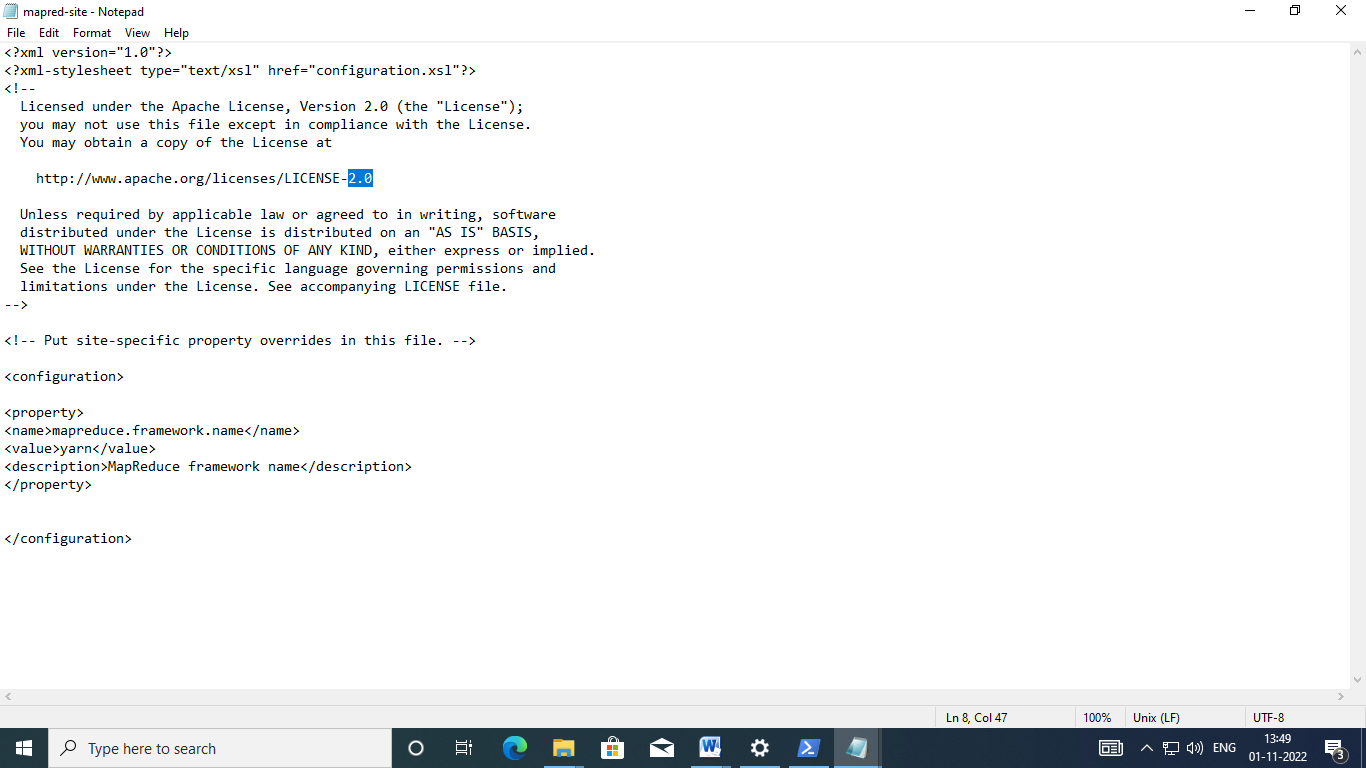 mapred-site - Notepad
File Edit Format View Help
<?xml version="1.0"?>
<?xml-stylesheet type="text/xsl" href="configuration.xsl"?>
<!--
  Licensed under the Apache License, Version 2.0 (the "License");
  you may not use this file except in compliance with the License.
  You may obtain a copy of the License at

    http://www.apache.org/licenses/LICENSE-2.0

  Unless required by applicable law or agreed to in writing, software
  distributed under the License is distributed on an "AS IS" BASIS,
  WITHOUT WARRANTIES OR CONDITIONS OF ANY KIND, either express or implied.
  See the License for the specific language governing permissions and
  limitations under the License. See accompanying LICENSE file.
-->

<!-- Put site-specific property overrides in this file. -->

<configuration>

<property>
<name>mapreduce.framework.name</name>
<value>yarn</value>
<description>MapReduce framework name</description>
</property>


</configuration>
Ln 8, Col 47 100% Unix (LF) UTF-8
Type here to search
ENG
13:49
01-11-2022
3